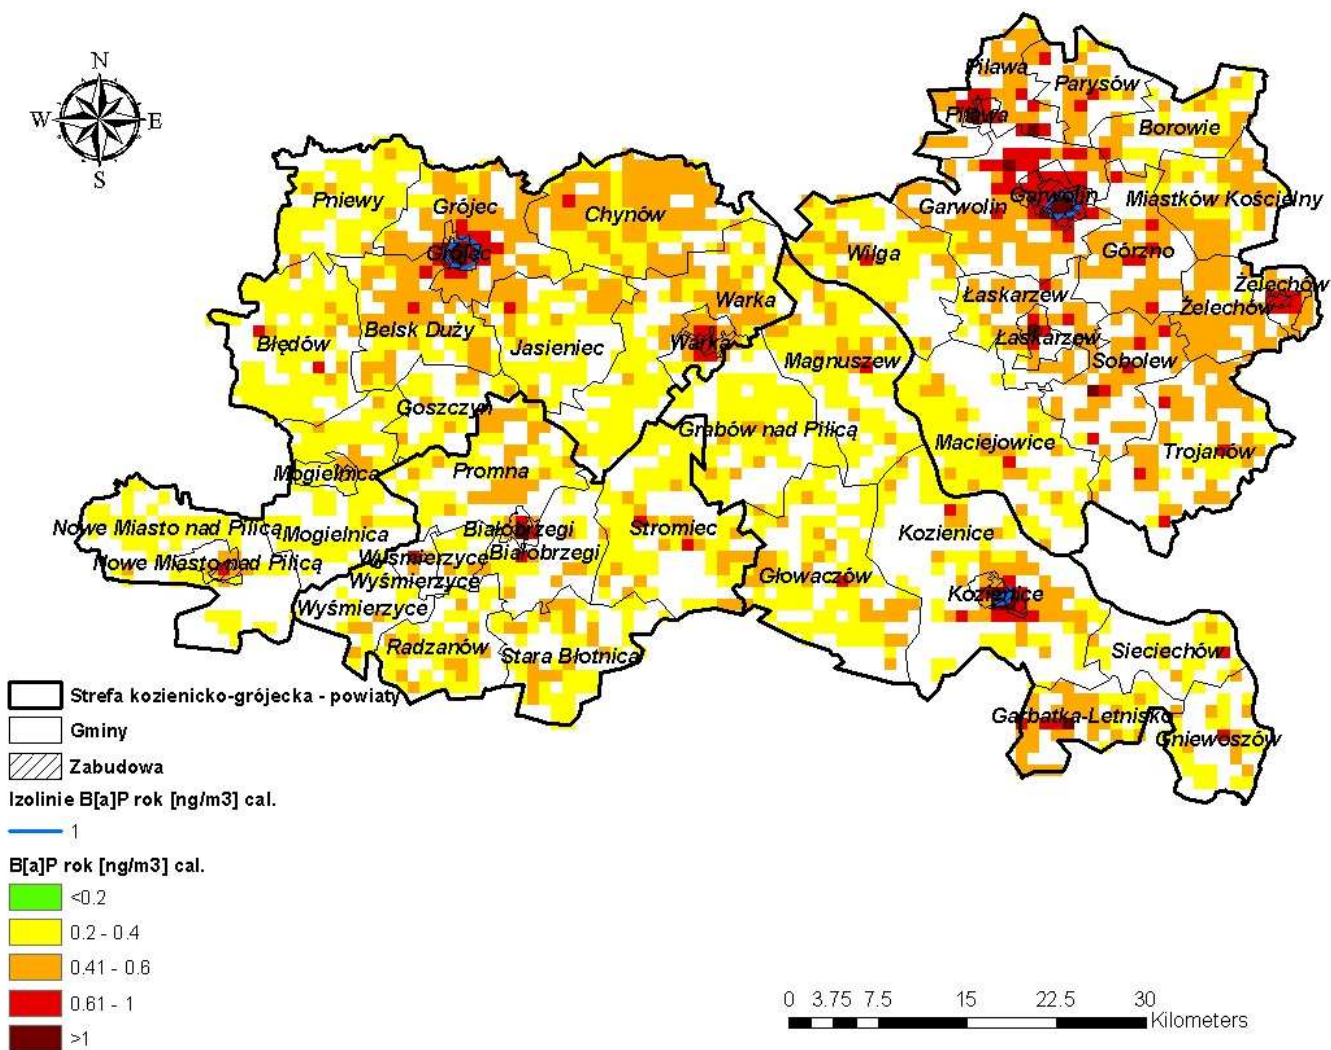 N
W E
S
Pilawa
Parysów
Pilawa
Borowie
Pniewy
Grójec
Chynów
Garwolin
Garwolin
Miastków Kościelny
Grójec
Wilga
Górzno
Warka
Łaskarzew
Żelechów
Żelechów
Błędów
Belsk Duży
Jasieniec
Warka
Magnuszew
Łaskarzew
Sobolew
Goszczyn
Grabów nad Pilicą
Maciejowice
Trojanów
Mogielnica
Promna
Nowe Miasto nad Pilicą
Mogielnica
Białobrzegi
Stromiec
Kozienice
Nowe Miasto nad Pilicą
Wyśmierzyce
Białobrzegi
Wyśmierzyce
Głowaczów
Wyśmierzyce
Kozienice
Radzanów
Stara Błotnica
Sieciechów
Garbatka-Letnisko
Gniewoszów
Strefa kozienicko-grójecka - powiaty
Gminy
Zabudowa
Izolinie B[a]P rok [ng/m3] cal.
1
B[a]P rok [ng/m3] cal.
<0.2
0.2 - 0.4
0.41 - 0.6
0.61 - 1
>1
0 3.75 7.5 15 22.5 30
Kilometers